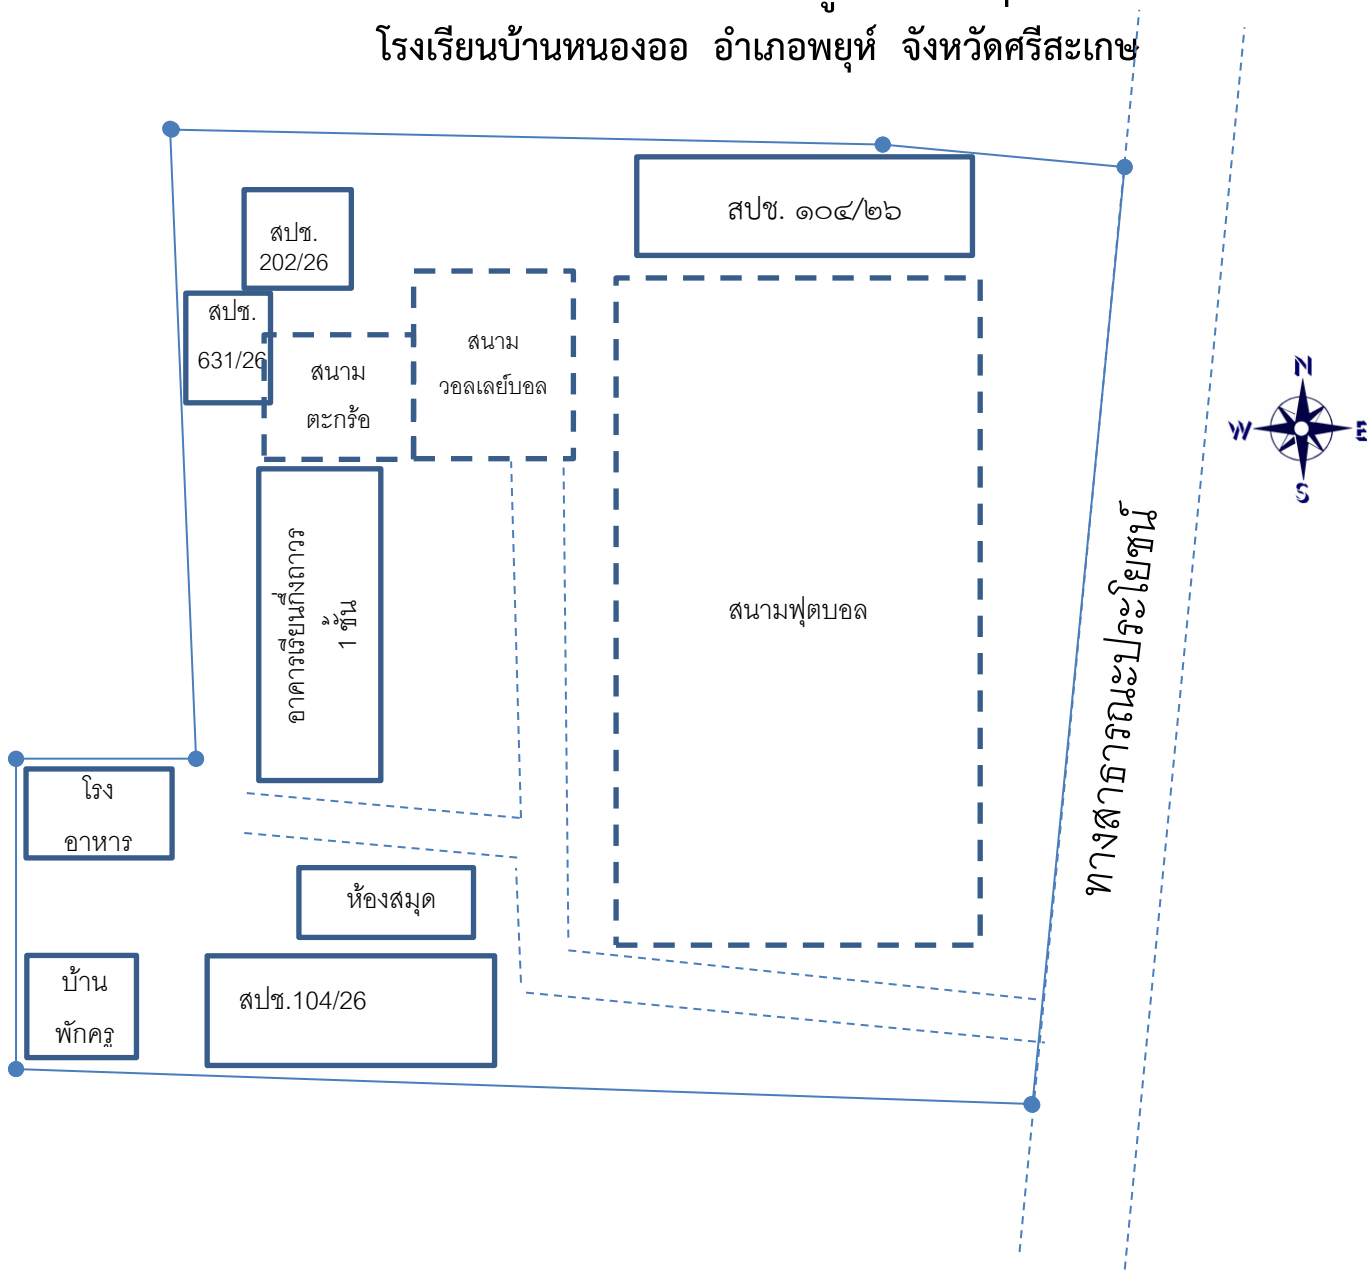 โรงเรียนบ้านหนองออ อำเภอพยุห์ จังหวัดศรีสะเกษ
สปช. ๑๐๔/๒๖
สปช.
202/26
สปช.
631/26
สนาม
ตะกร้อ
สนาม
วอลเลย์บอล
N
W
E
S
อาคารเรียนกึ่งถาวร
1 ชั้น
สนามฟุตบอล
ทางสาธารณะประโยชน์
โรง
อาหาร
ห้องสมุด
บ้าน
พักครู
สปช.104/26